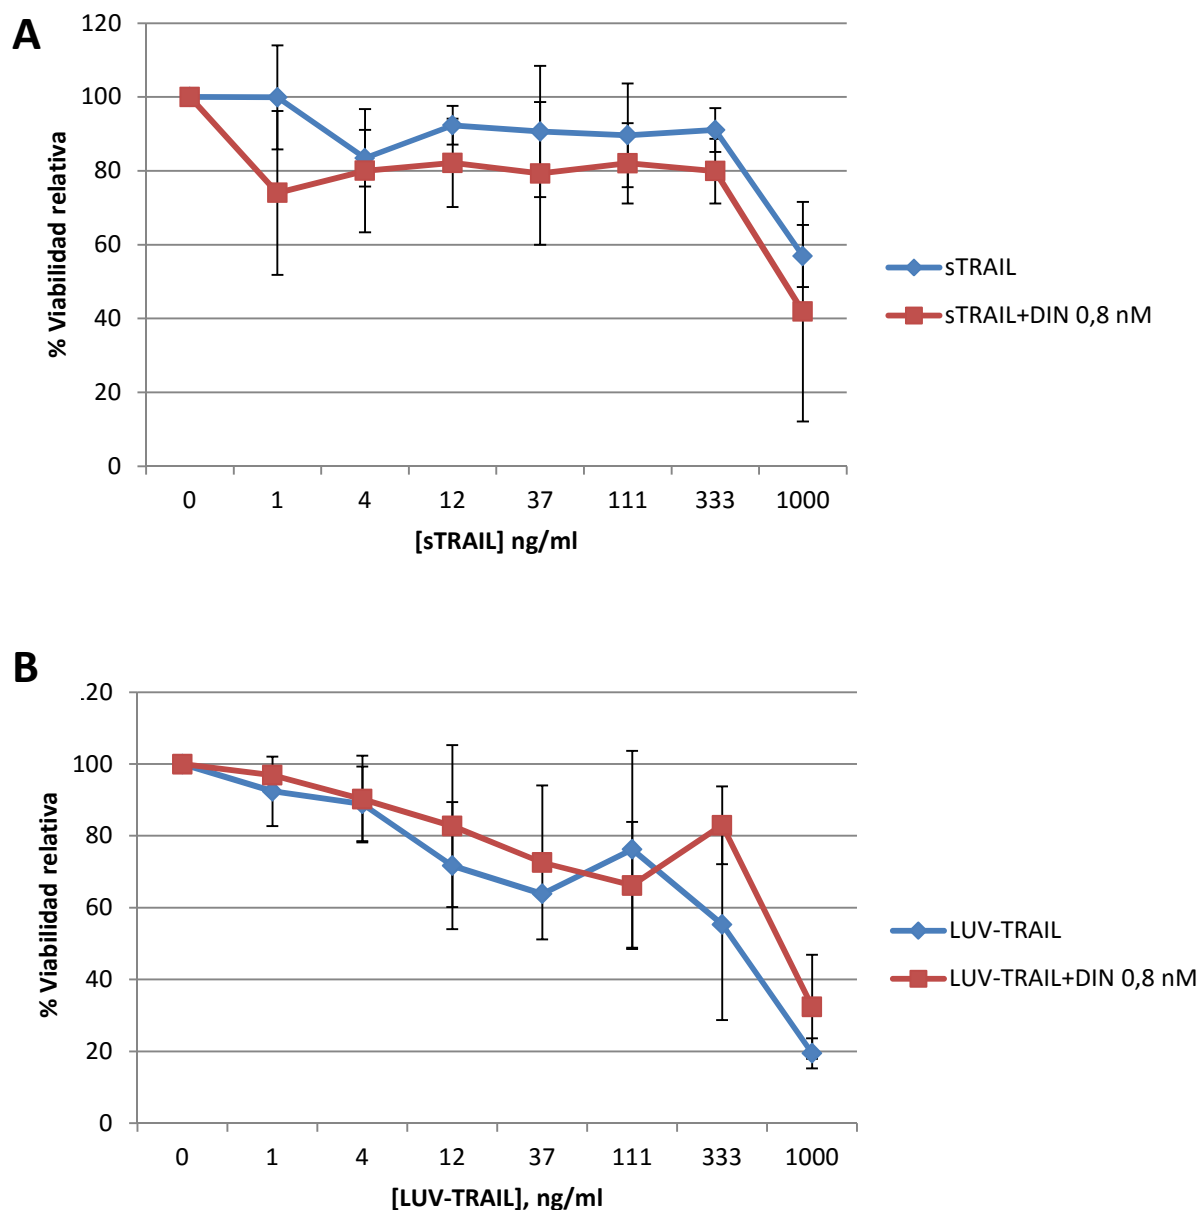 A
120
100
80
60
40
20
0
% Viabilidad relativa
0 1 4 12 37 111 333 1000
[sTRAIL] ng/ml
sTRAIL
sTRAIL+DIN 0,8 nM
B
.20
100
80
60
40
20
0
% Viabilidad relativa
0 1 4 12 37 111 333 1000
[LUV-TRAIL], ng/ml
LUV-TRAIL
LUV-TRAIL+DIN 0,8 nM